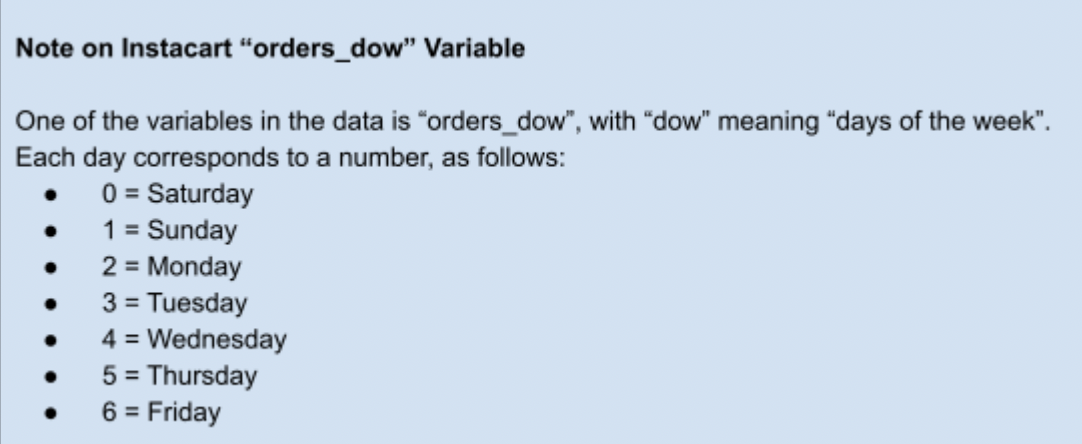 Note on Instacart “orders_dow” Variable
One of the variables in the data is “orders_dow”, with “dow” meaning “days of the week”.
Each day corresponds to a number, as follows:
● 0 = Saturday
● 1 = Sunday
● 2 = Monday
● 3 = Tuesday
● 4 = Wednesday
● 5 = Thursday
● 6 = Friday